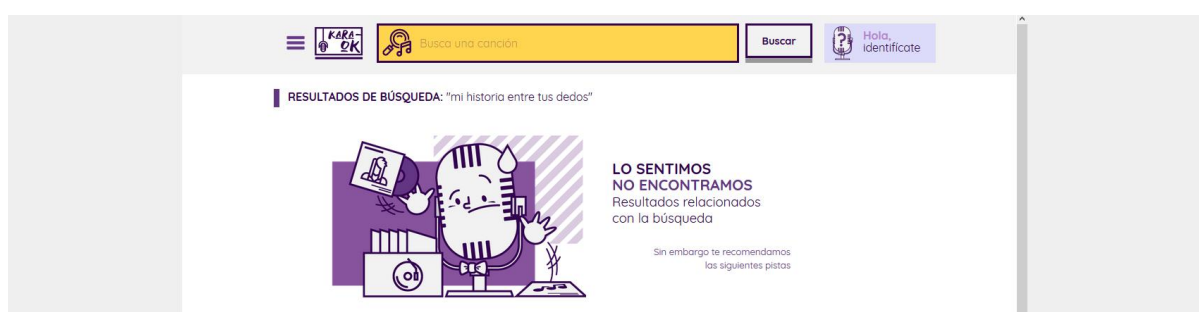 KARA-
OK
Busca una canción
Buscar
?
Hola,
identifícate
RESULTADOS DE BÚSQUEDA: "mi historia entre tus dedos"
LO SENTIMOS
NO ENCONTRAMOS
Resultados relacionados
con la búsqueda
Sin embargo te recomendamos
las siguientes pistas